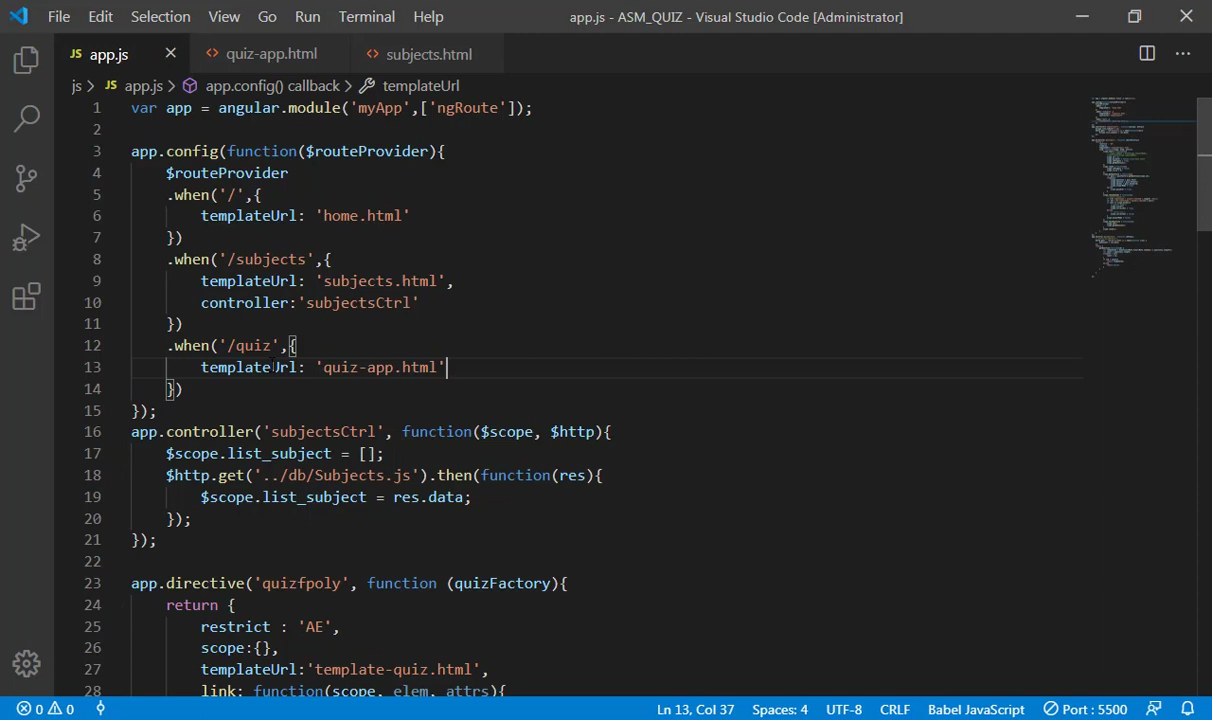 File Edit Selection View Go Run Terminal Help app.js - ASM_QUIZ - Visual Studio Code [Administrator]
JS app.js quiz-app.html subjects.html
js JS app.js app.config() callback templateUrl
1 var app = angular.module('myApp',['ngRoute']);
2
3 app.config(function($routeProvider){
4 $routeProvider
5 .when('/',{
6 templateUrl: 'home.html'
7 })
8 .when('/subjects',{
9 templateUrl: 'subjects.html',
10 controller:'subjectsCtrl'
11 })
12 .when('/quiz',{
13 templateUrl: 'quiz-app.html'
14 })
15 });
16 app.controller('subjectsCtrl', function($scope, $http){
17 $scope.list_subject = [];
18 $http.get('../db/Subjects.js').then(function(res){
19 $scope.list_subject = res.data;
20 });
21 });
22
23 app.directive('quizfpoly', function (quizFactory){
24 return {
25 restrict : 'AE',
26 scope:{},
27 templateUrl:'template-quiz.html',
28 link: function(scope, elem, attrs){
0 0 Ln 13, Col 37 Spaces: 4 UTF-8 CRLF Babel JavaScript Port : 5500